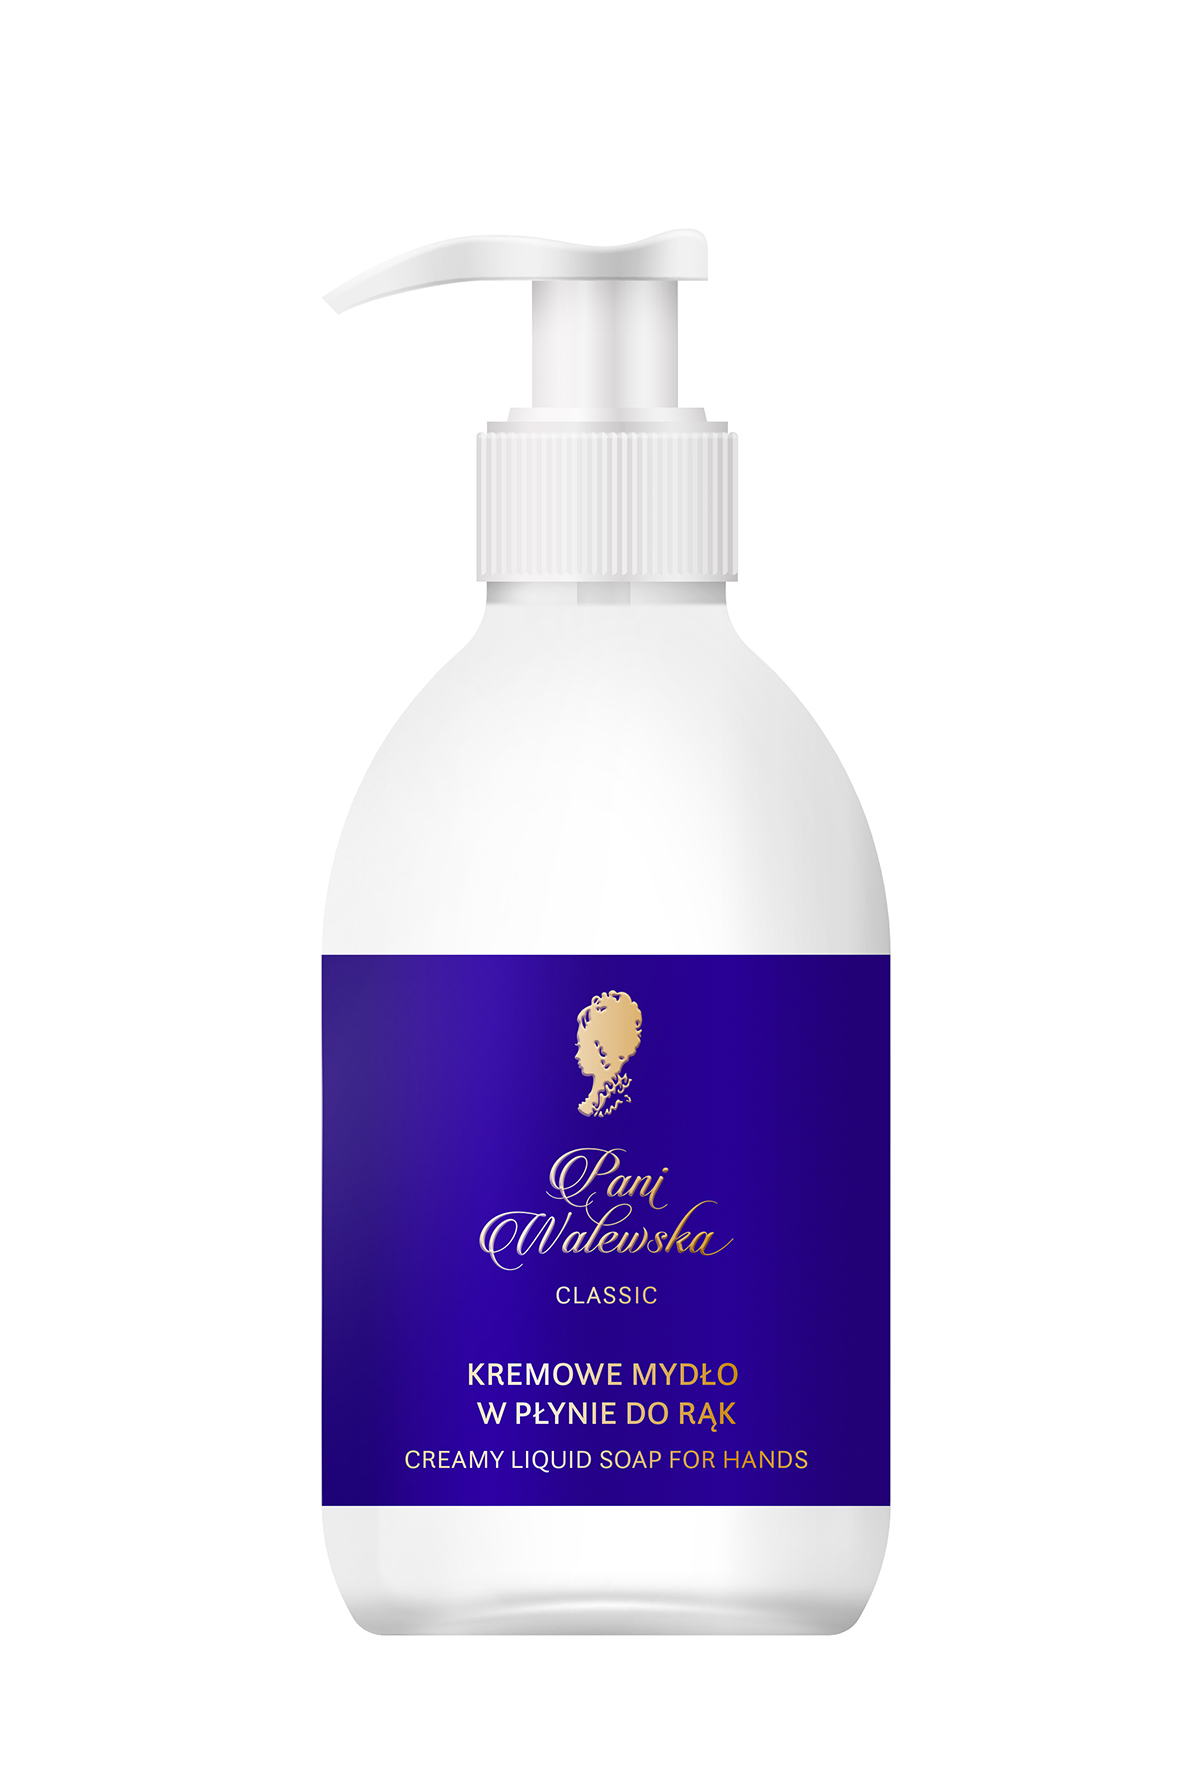 Pani
Walewska
CLASSIC
KREMOWE MYDŁO
W PŁYNIE DO RĄK
CREAMY LIQUID SOAP FOR HANDS